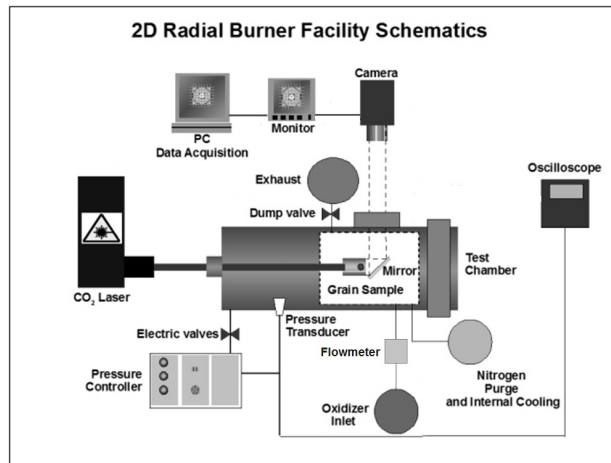 2D Radial Burner Facility Schematics
Camera
PC
Data Acquisition
Monitor
Exhaust
Oscilloscope
Dump valve
CO₂ Laser
Mirror
Grain Sample
Test
Chamber
Electric valves
Pressure
Transducer
Pressure
Controller
Flowmeter
Nitrogen
Purge
and Internal Cooling
Oxidizer
Inlet